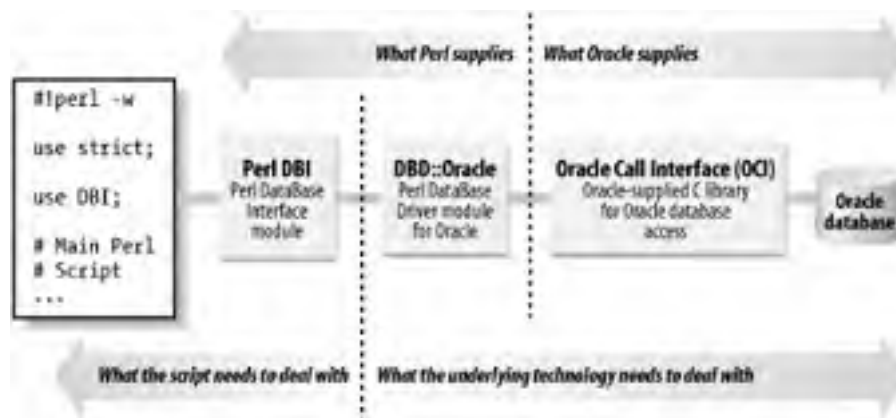 What Perl supplies
What Oracle supplies
#!perl -w
use strict;
use DBI;
# Main Perl
# Script
...
Perl DBI
Perl DataBase
Interface
module
DBD::Oracle
Perl DataBase
Driver module
for Oracle
Oracle Call Interface (OCI)
Oracle-supplied C library
for Oracle database
access
Oracle
database
What the script needs to deal with
What the underlying technology needs to deal with